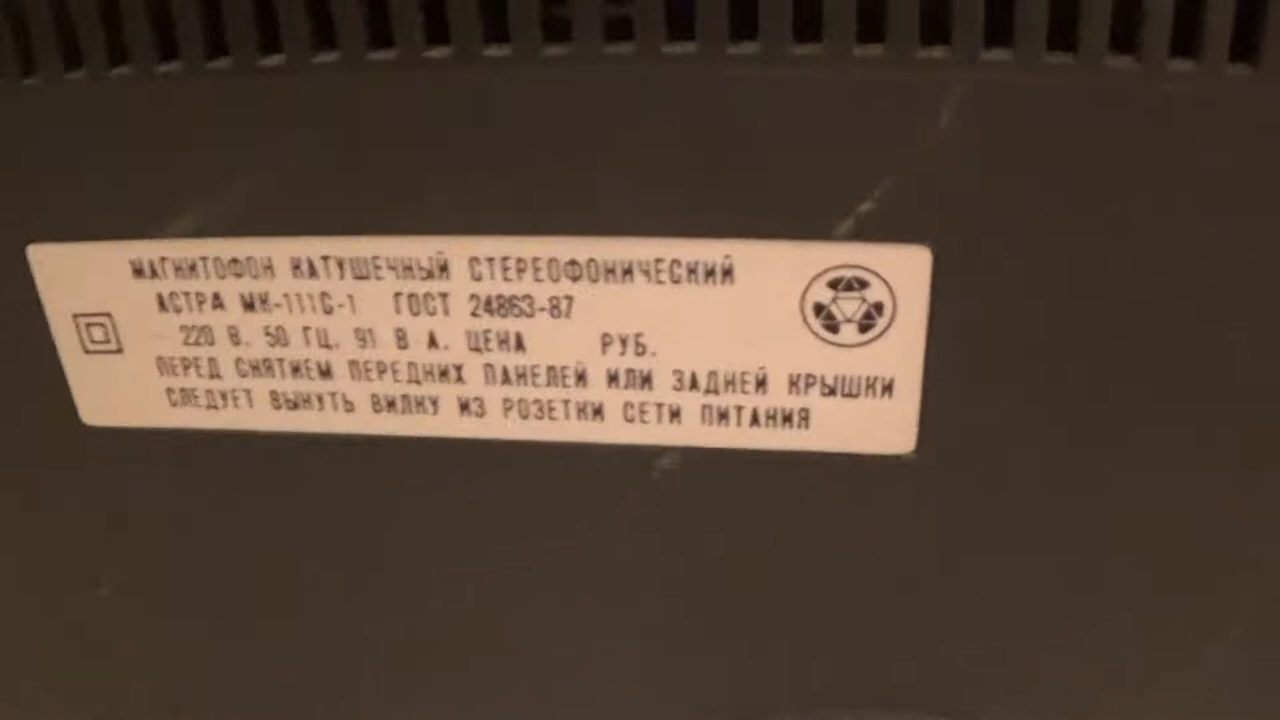 МАГНИТОФОН КАТУШЕЧНЫЙ СТЕРЕОФОНИЧЕСКИЙ
АСТРА МК-111С-1 ГОСТ 24863-87
220 В. 50 ГЦ. 91 В А. ЦЕНА РУБ.
ПЕРЕД СНЯТИЕМ ПЕРЕДНИХ ПАНЕЛЕЙ ИЛИ ЗАДНЕЙ КРЫШКИ
СЛЕДУЕТ ВЫНУТЬ ВИЛКУ ИЗ РОЗЕТКИ СЕТИ ПИТАНИЯ